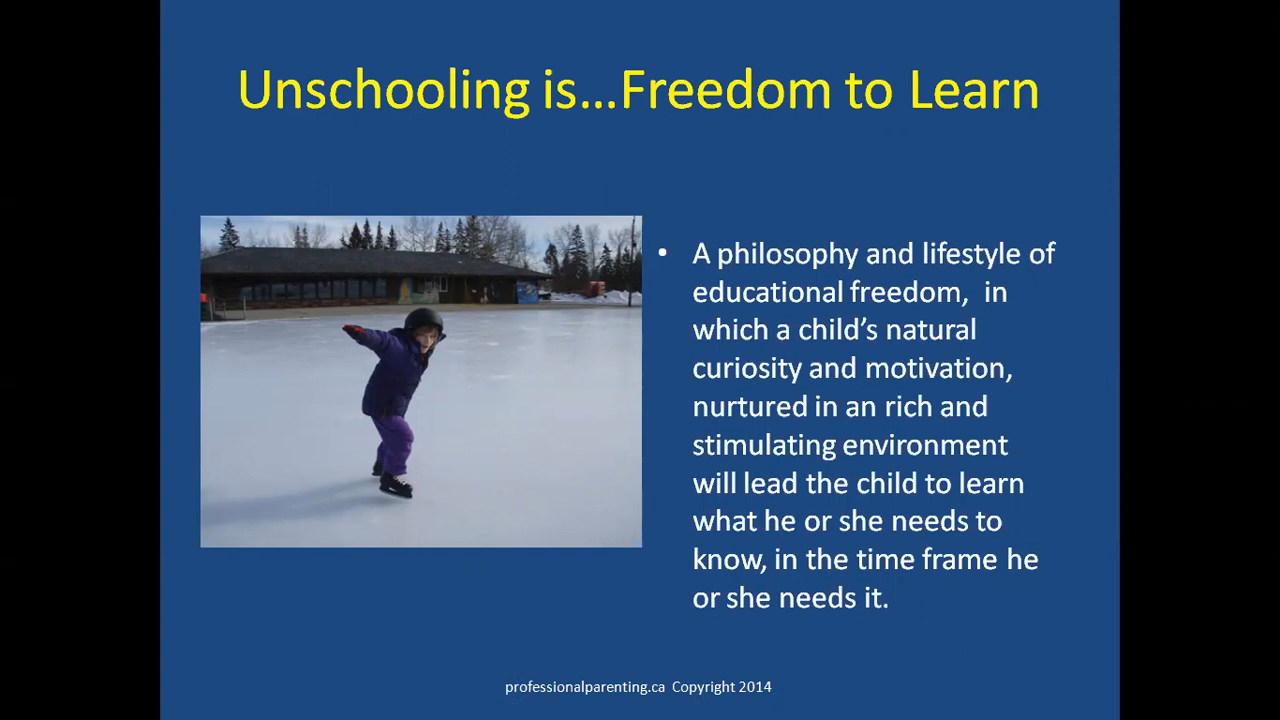 Unschooling is...Freedom to Learn
• A philosophy and lifestyle of
educational freedom,  in
which a child’s natural
curiosity and motivation,
nurtured in an rich and
stimulating environment
will lead the child to learn
what he or she needs to
know, in the time frame he
or she needs it.
professionalparenting.ca  Copyright 2014